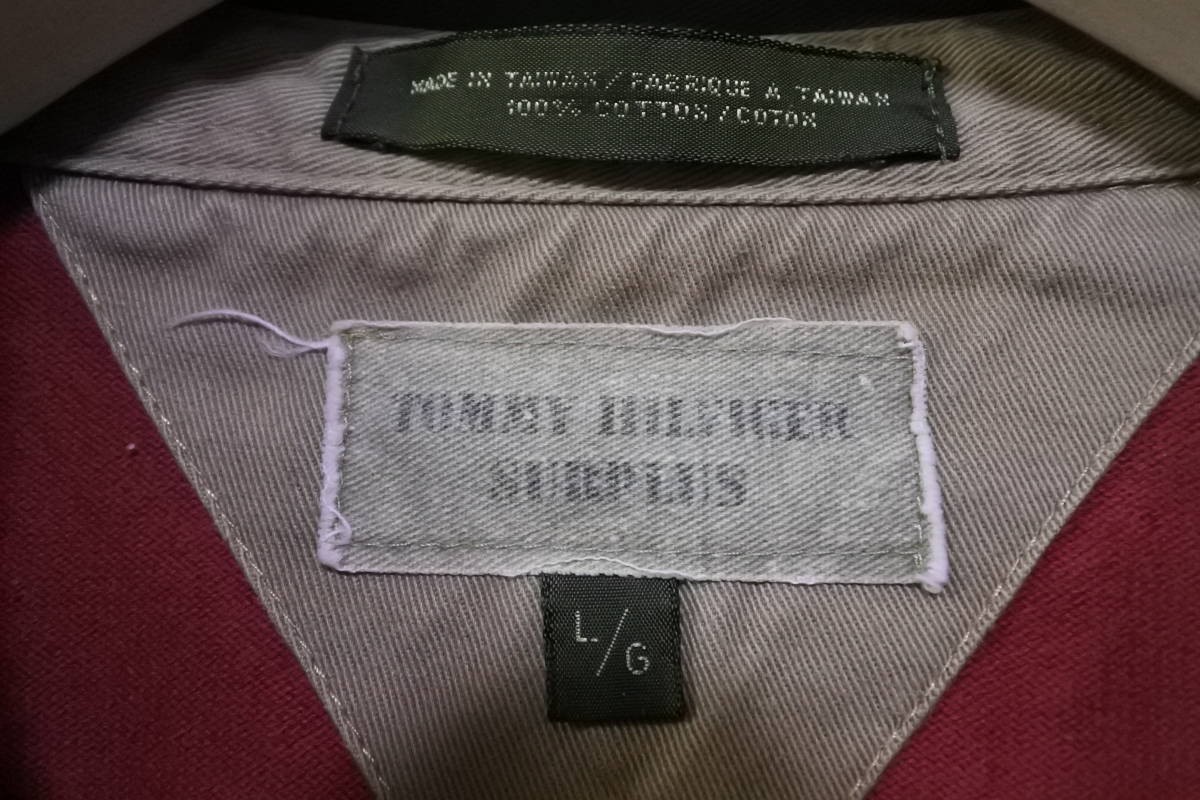 MADE IN TAIWAN / FABRIQUE A TAIWAN
100% COTTON / COTON
TOMMY HILFIGER
SURPLUS
L/G